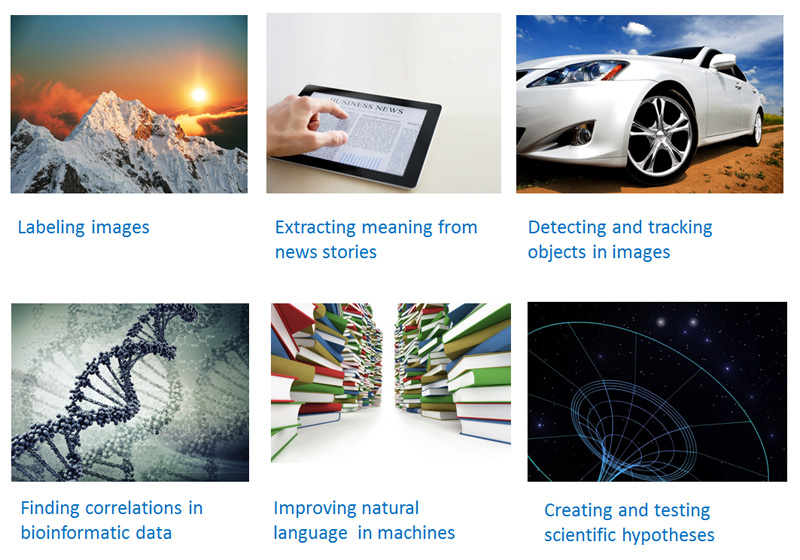 BUSINESS NEWS
Labeling images
Extracting meaning from
news stories
Detecting and tracking
objects in images
Finding correlations in
bioinformatic data
Improving natural
language in machines
Creating and testing
scientific hypotheses